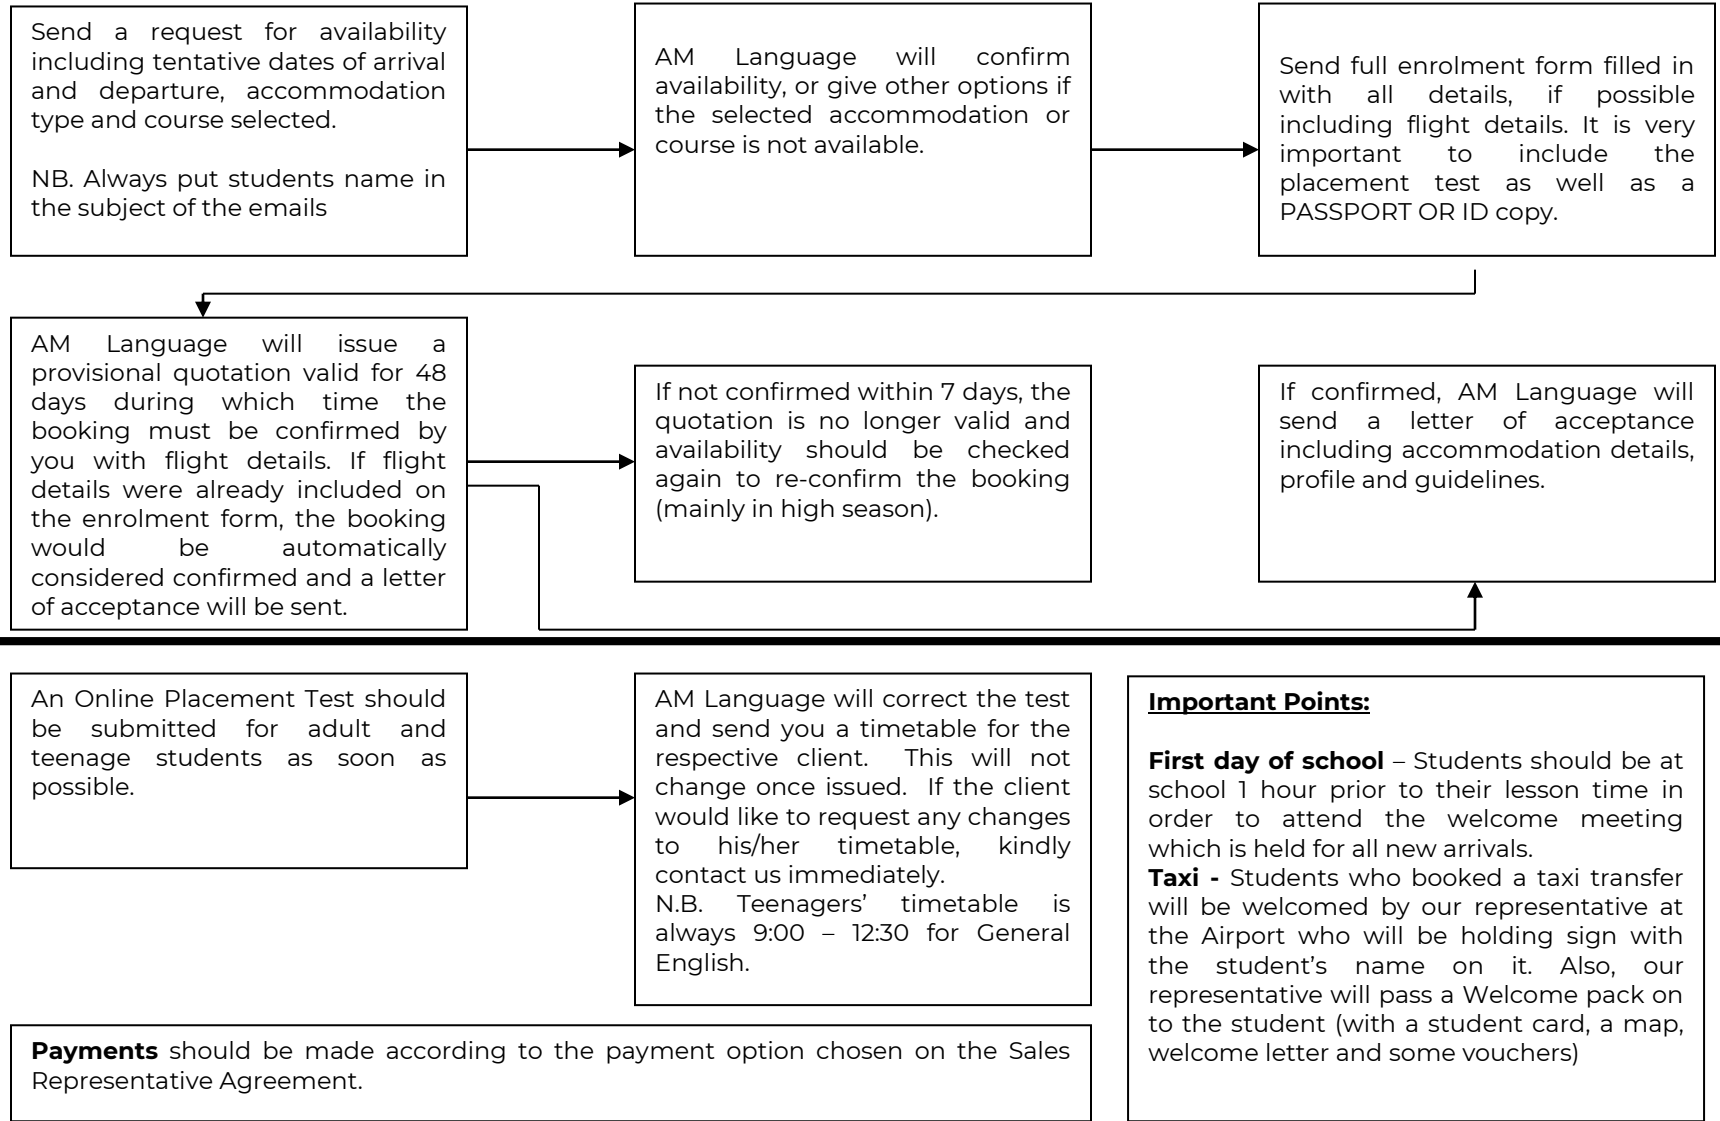 Send a request for availability
including tentative dates of arrival
and departure, accommodation
type and course selected.
NB. Always put students name in
the subject of the emails
AM Language will confirm
availability, or give other options if
the selected accommodation or
course is not available.
Send full enrolment form filled in
with all details, if possible
including flight details. It is very
important to include the
placement test as well as a
PASSPORT OR ID copy.
AM Language will issue a
provisional quotation valid for 48
days during which time the
booking must be confirmed by
you with flight details. If flight
details were already included on
the enrolment form, the booking
would be automatically
considered confirmed and a letter
of acceptance will be sent.
If not confirmed within 7 days, the
quotation is no longer valid and
availability should be checked
again to re-confirm the booking
(mainly in high season).
If confirmed, AM Language will
send a letter of acceptance
including accommodation details,
profile and guidelines.
An Online Placement Test should
be submitted for adult and
teenage students as soon as
possible.
AM Language will correct the test
and send you a timetable for the
respective client. This will not
change once issued. If the client
would like to request any changes
to his/her timetable, kindly
contact us immediately.
N.B. Teenagers’ timetable is
always 9:00 – 12:30 for General
English.
Important Points:
First day of school – Students should be at
school 1 hour prior to their lesson time in
order to attend the welcome meeting
which is held for all new arrivals.
Taxi - Students who booked a taxi transfer
will be welcomed by our representative at
the Airport who will be holding sign with
the student’s name on it. Also, our
representative will pass a Welcome pack on
to the student (with a student card, a map,
welcome letter and some vouchers)
Payments should be made according to the payment option chosen on the Sales
Representative Agreement.